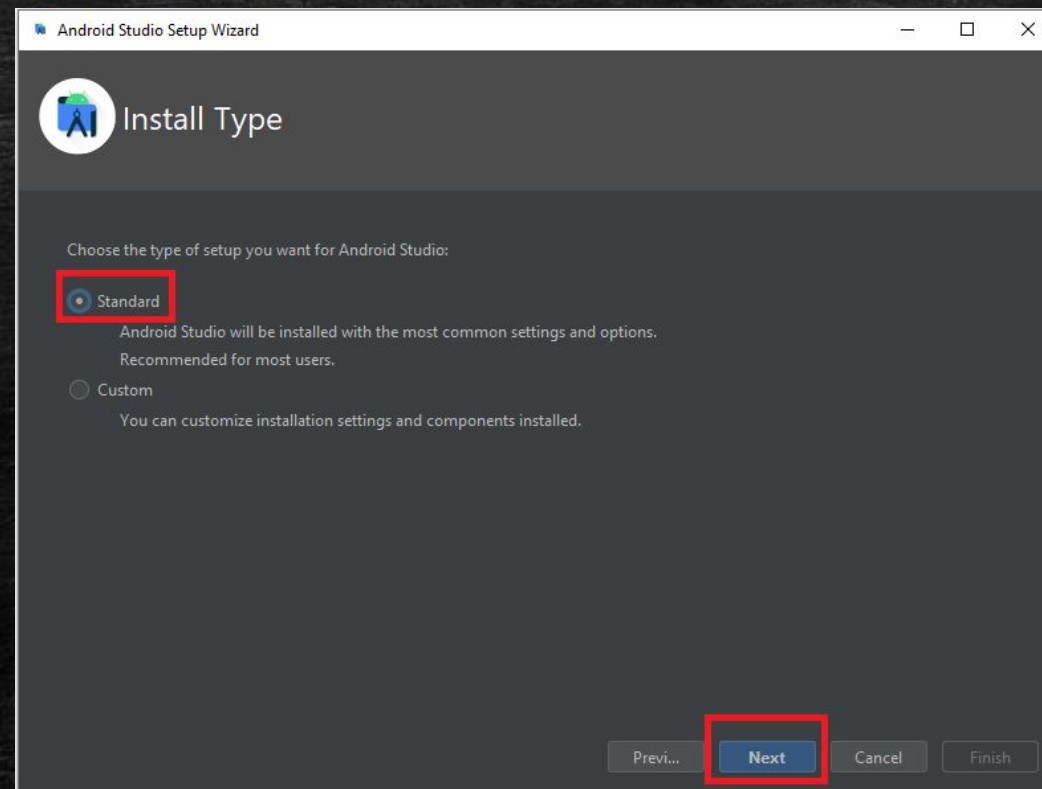 Android Studio Setup Wizard
Install Type
Choose the type of setup you want for Android Studio:
Standard
Android Studio will be installed with the most common settings and options.
Recommended for most users.
Custom
You can customize installation settings and components installed.
Previ... Next Cancel Finish